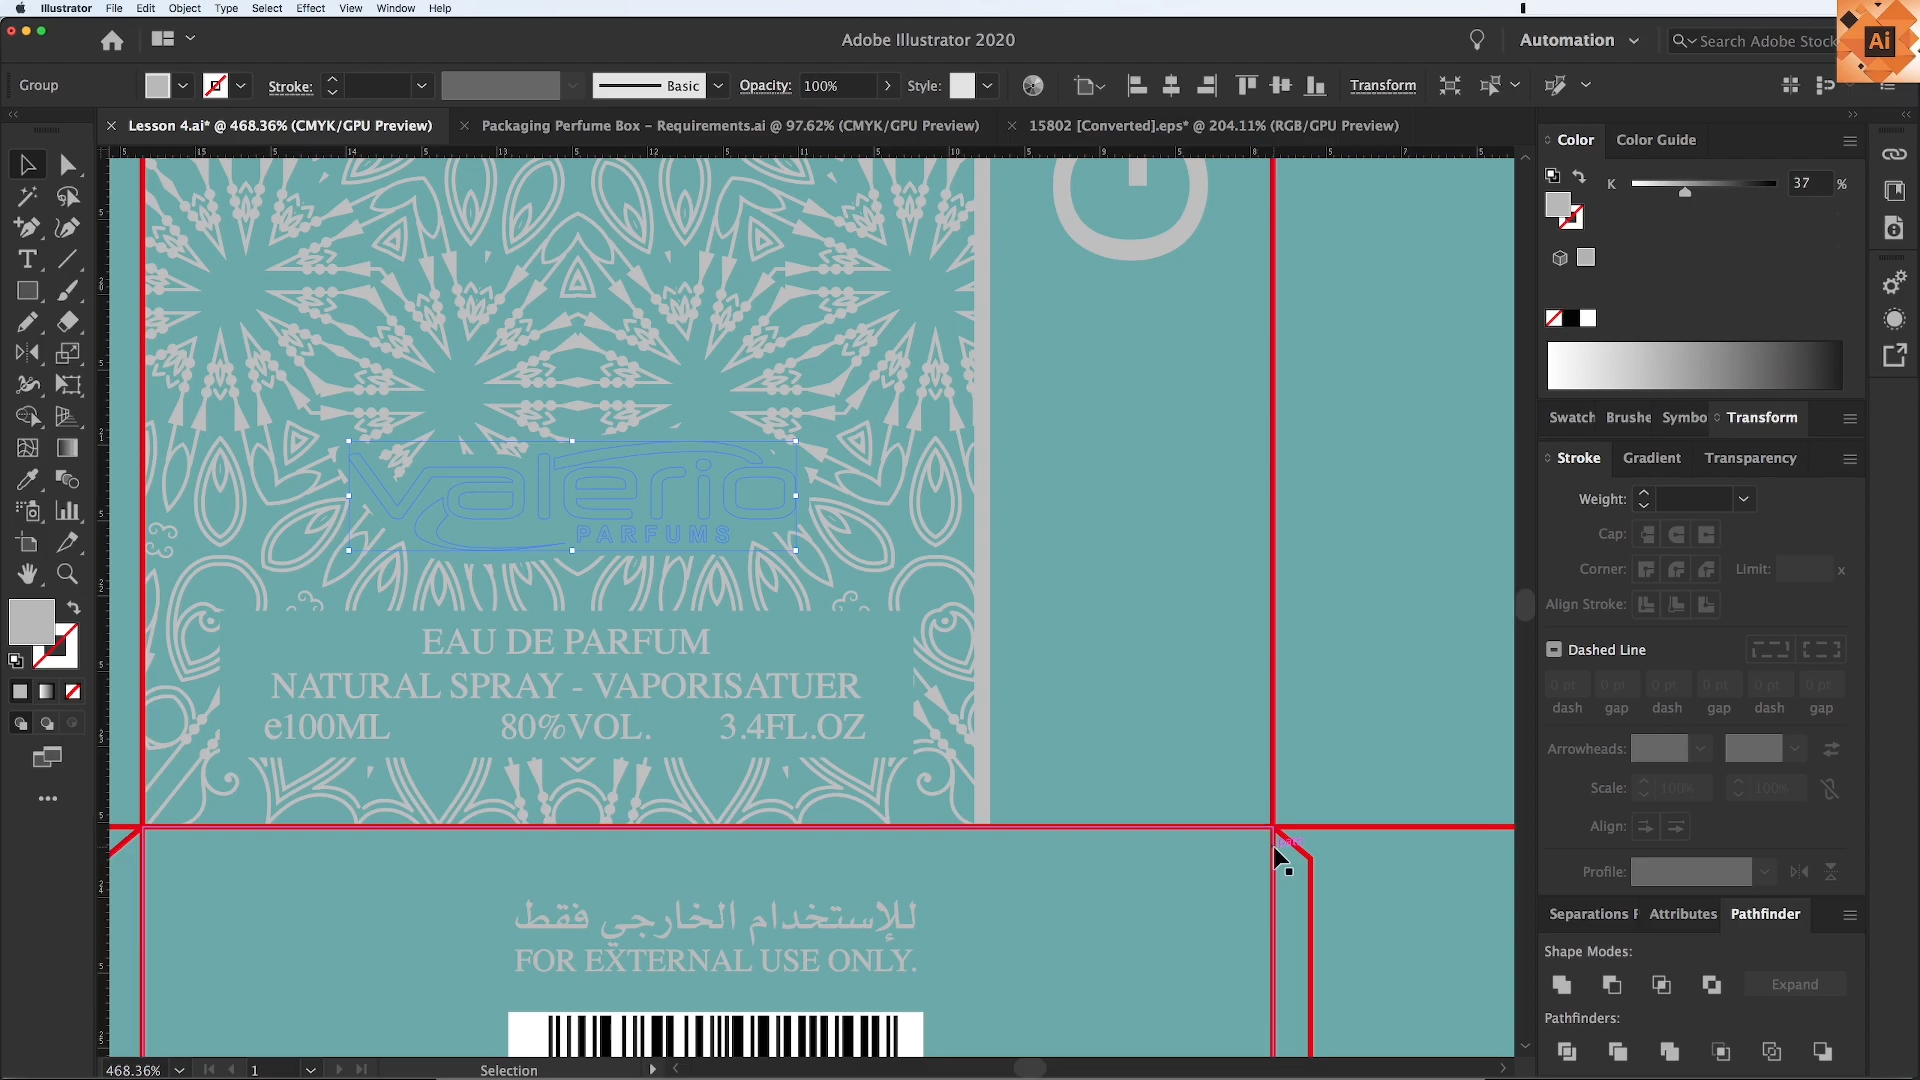 Illustrator File Edit Object Type Select Effect View Window Help
Adobe Illustrator 2020
Automation
Search Adobe Stock
Ai
Group
Stroke:
Basic
Opacity: 100%
Style:
Transform
Lesson 4.ai* @ 468.36% (CMYK/GPU Preview)
Packaging Perfume Box - Requirements.ai @ 97.62% (CMYK/GPU Preview)
15802 [Converted].eps* @ 204.11% (RGB/GPU Preview)
Color Color Guide
K 37 %
Swatch Brushe Symbo Transform
Stroke Gradient Transparency
Weight:
Cap:
Corner: Limit: x
Align Stroke:
Dashed Line
0 pt 0 pt 0 pt 0 pt 0 pt 0 pt
dash gap dash gap dash gap
Arrowheads:
Scale: 100% 100%
Align:
Profile:
Separations Attributes Pathfinder
Shape Modes:
Expand
Pathfinders:
G
valerio
PARFUMS
EAU DE PARFUM
NATURAL SPRAY - VAPORISATUER
e100ML 80%VOL. 3.4FL.OZ
للإستخدام الخارجي فقط
FOR EXTERNAL USE ONLY.
468.36% 1 Selection